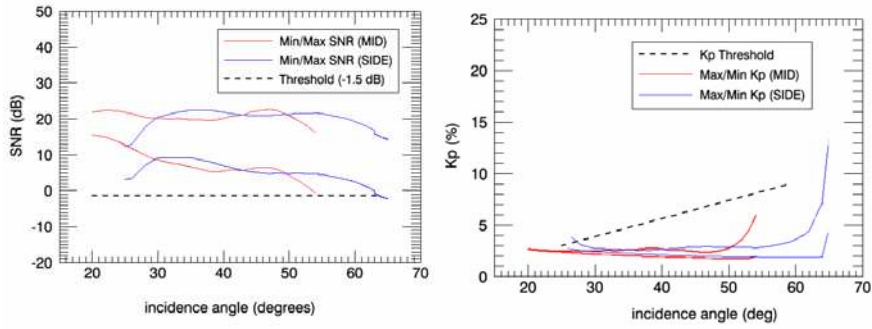 50
40
30
20
10
0
-10
-20
SNR (dB)
Min/Max SNR (MID)
Min/Max SNR (SIDE)
Threshold (-1.5 dB)
20 30 40 50 60 70
incidence angle (degrees)
25
20
15
10
5
0
Kp (%)
Kp Threshold
Max/Min Kp (MID)
Max/Min Kp (SIDE)
20 30 40 50 60 70
incidence angle (deg)